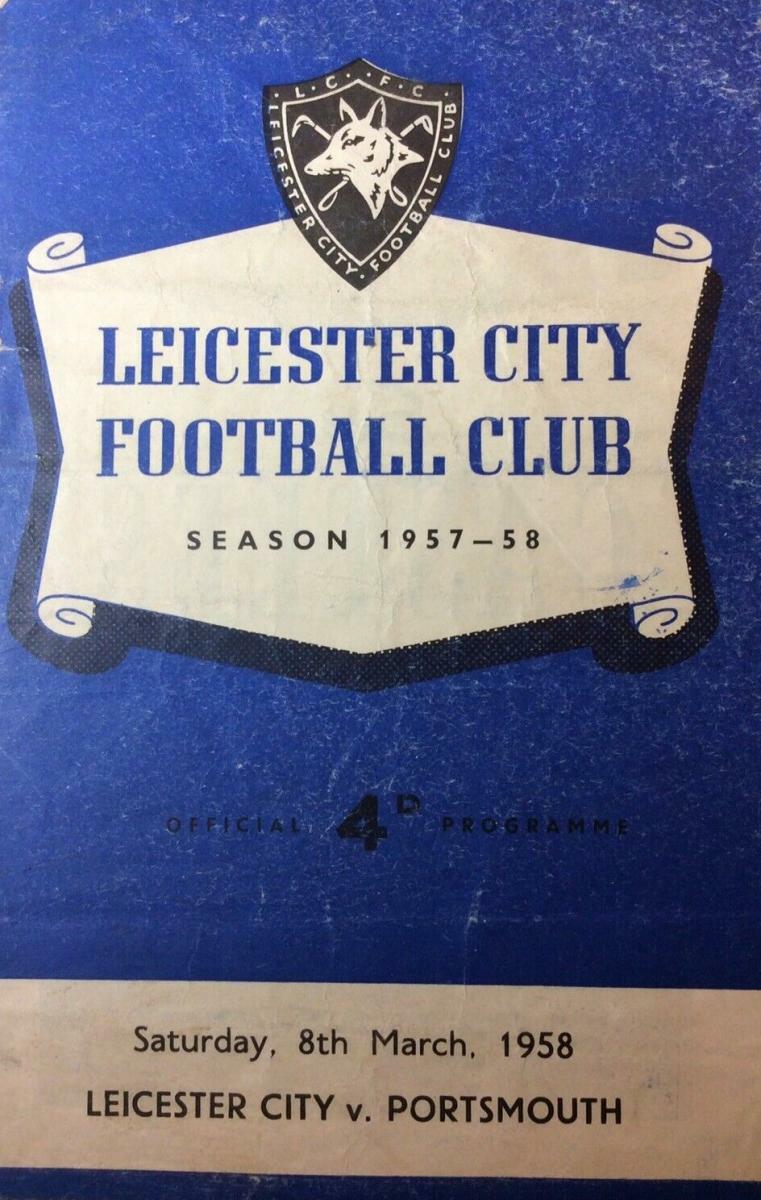 · L · C · · F · C ·
· LEICESTER CITY · FOOTBALL CLUB
LEICESTER CITY
FOOTBALL CLUB
SEASON 1957–58
OFFICIAL 4D PROGRAMME
Saturday, 8th March, 1958
LEICESTER CITY v. PORTSMOUTH